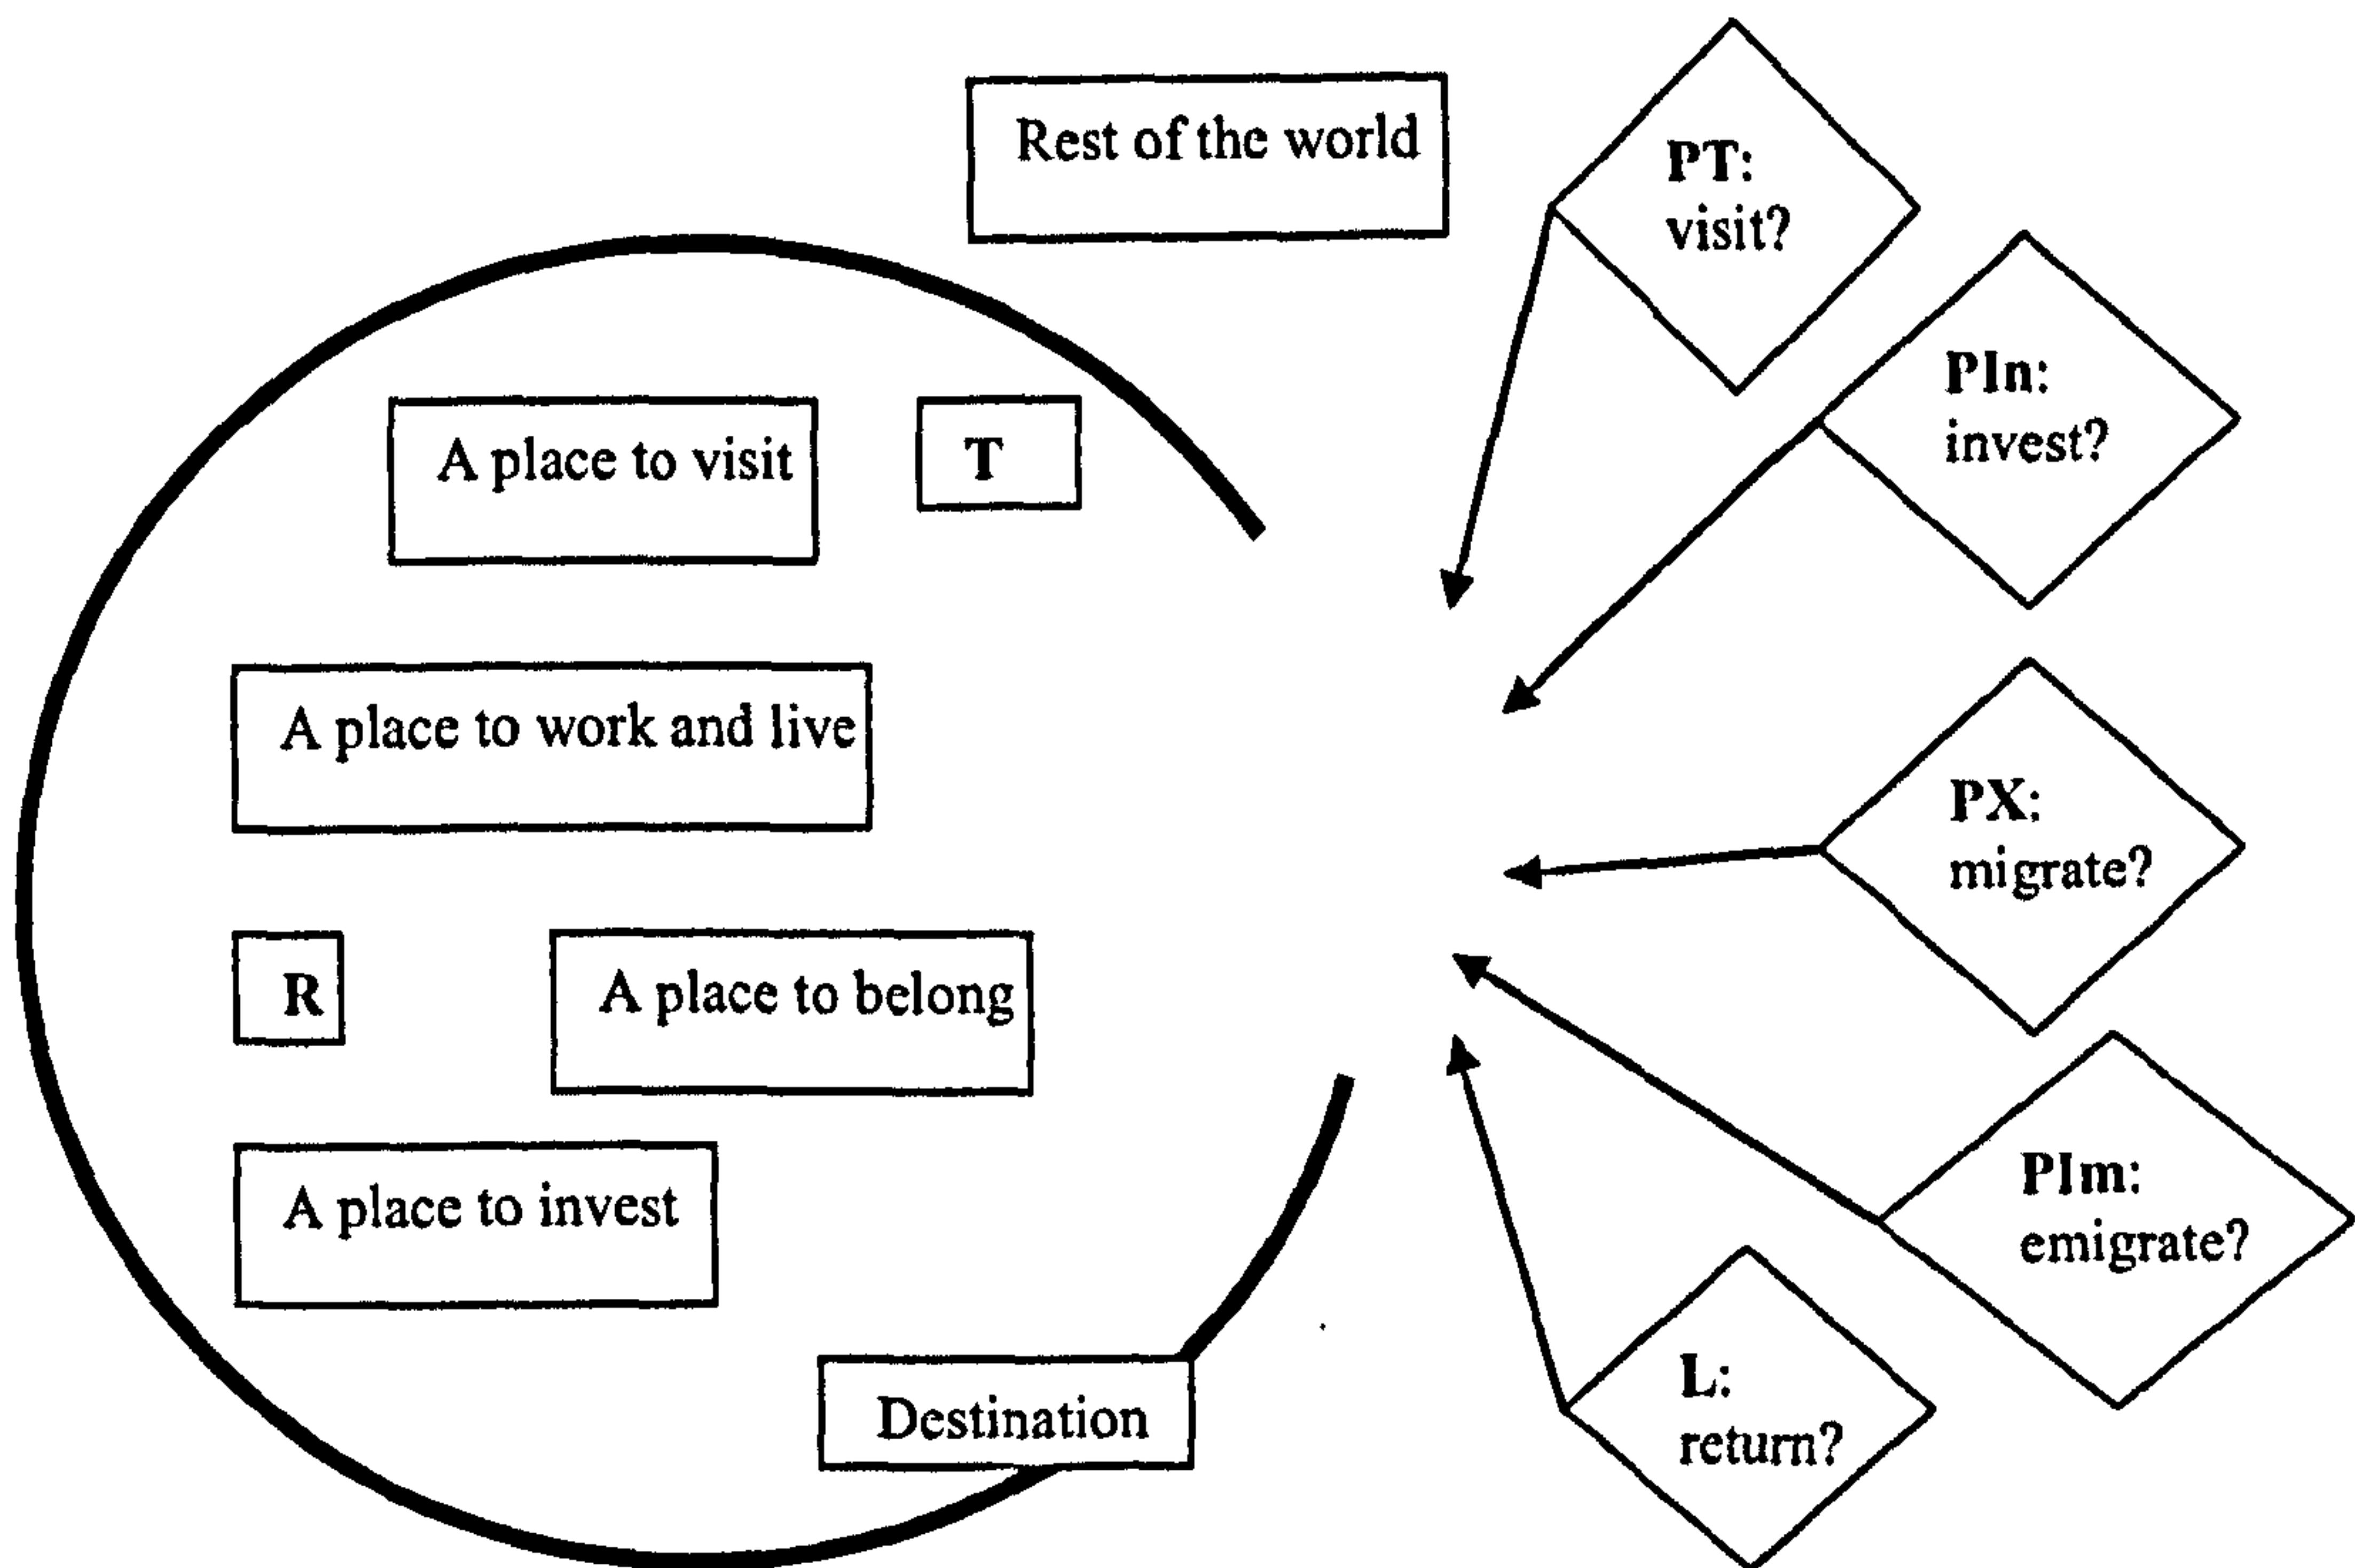 Rest of the world
PT:
visit?
PIn:
invest?
A place to visit
T
A place to work and live
PX:
migrate?
R
A place to belong
A place to invest
PIm:
emigrate?
Destination
L:
return?